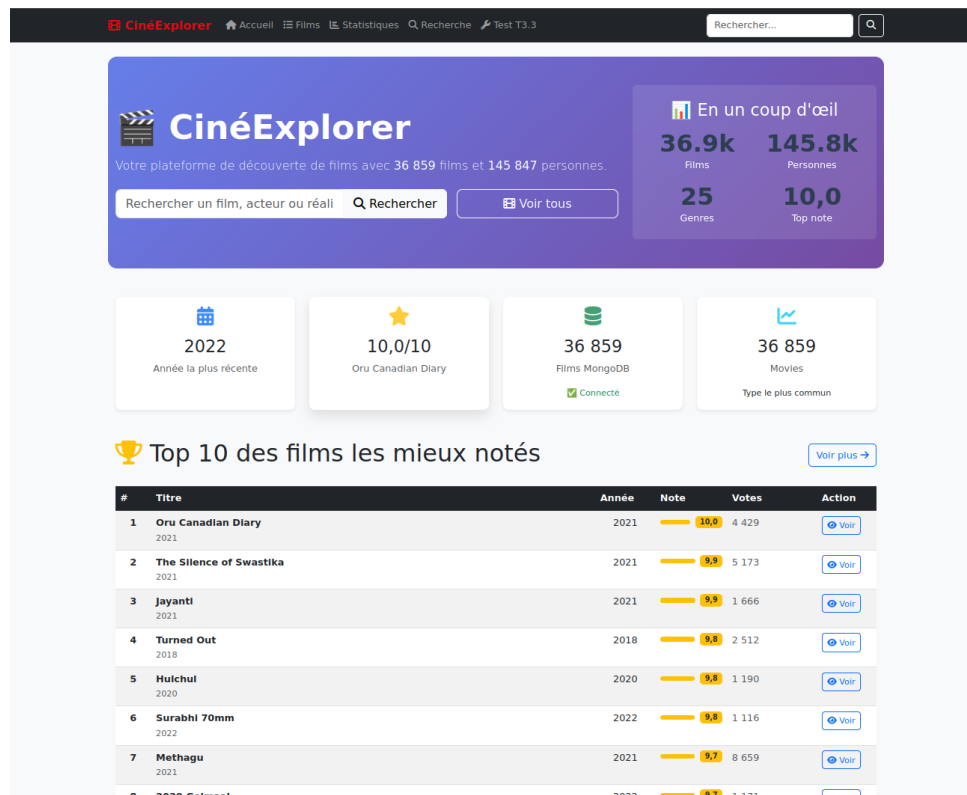 CinéExplorer Accueil Films Statistiques Recherche Test T3.3 Rechercher...
CinéExplorer
Votre plateforme de découverte de films avec 36 859 films et 145 847 personnes.
Rechercher un film, acteur ou réali Rechercher Voir tous
En un coup d'œil
36.9k 145.8k
Films Personnes
25 10,0
Genres Top note
2022
Année la plus récente
10,0/10
Oru Canadian Diary
36 859
Films MongoDB
✅ Connecté
36 859
Movies
Type le plus commun
Top 10 des films les mieux notés
Voir plus →
# Titre Année Note Votes Action
1 Oru Canadian Diary 2021 10,0 4 429 Voir
2021
2 The Silence of Swastika 2021 9,9 5 173 Voir
2021
3 Jayanti 2021 9,9 1 666 Voir
2021
4 Turned Out 2018 9,8 2 512 Voir
2018
5 Hulchul 2020 9,8 1 190 Voir
2020
6 Surabhi 70mm 2022 9,8 1 116 Voir
2022
7 Methagu 2021 9,7 8 659 Voir
2021